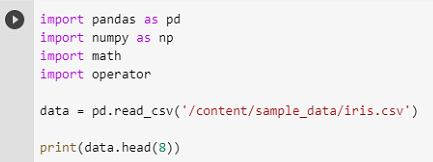 import pandas as pd
import numpy as np
import math
import operator
data = pd.read_csv('/content/sample_data/iris.csv')
print(data.head(8))